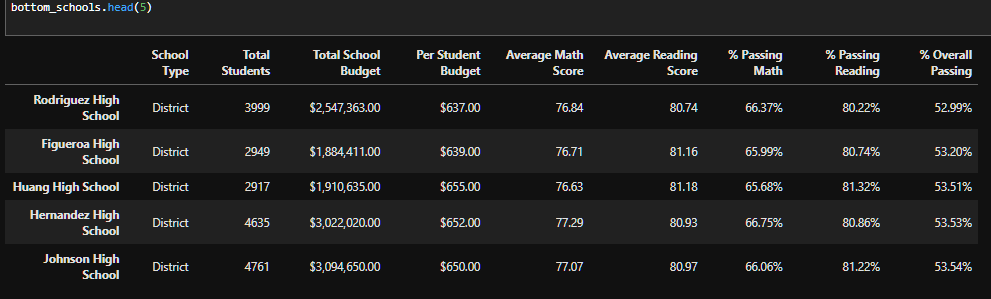 bottom_schools.head(5)
School Type Total Students Total School Budget Per Student Budget Average Math Score Average Reading Score % Passing Math % Passing Reading % Overall Passing
Rodriguez High School District 3999 $2,547,363.00 $637.00 76.84 80.74 66.37% 80.22% 52.99%
Figueroa High School District 2949 $1,884,411.00 $639.00 76.71 81.16 65.99% 80.74% 53.20%
Huang High School District 2917 $1,910,635.00 $655.00 76.63 81.18 65.68% 81.32% 53.51%
Hernandez High School District 4635 $3,022,020.00 $652.00 77.29 80.93 66.75% 80.86% 53.53%
Johnson High School District 4761 $3,094,650.00 $650.00 77.07 80.97 66.06% 81.22% 53.54%